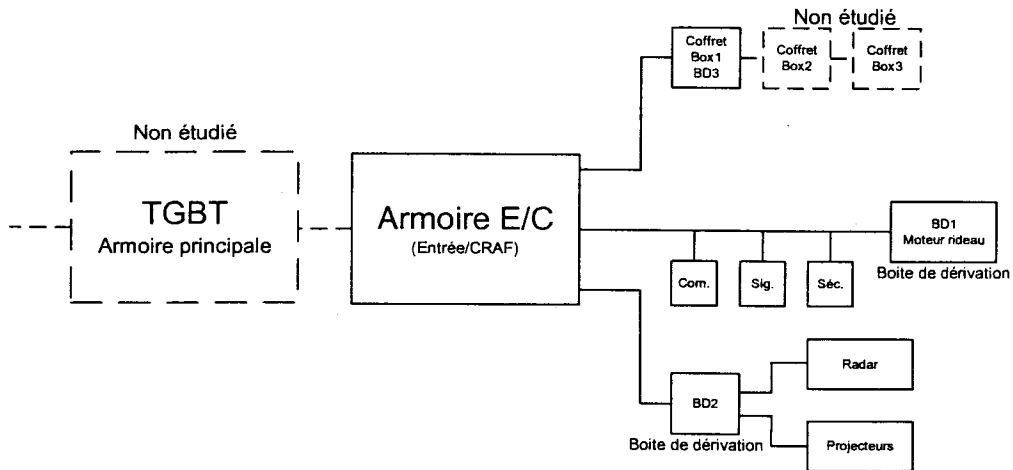 Non étudié
Coffret
Box1
BD3
Coffret
Box2
Coffret
Box3
Non étudié
TGBT
Armoire principale
Armoire E/C
(Entrée/CRAF)
BD1
Moteur rideau
Boite de dérivation
Com.
Sig.
Séc.
Radar
BD2
Boite de dérivation
Projecteurs